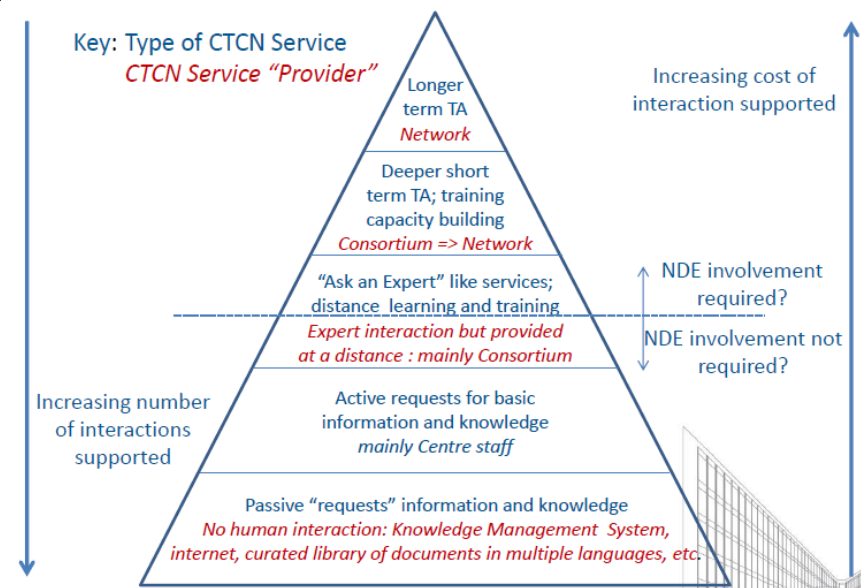 Key: Type of CTCN Service
CTCN Service “Provider”
Increasing cost of
interaction supported
Longer
term TA
Network
Deeper short
term TA; training
capacity building
Consortium => Network
“Ask an Expert” like services;
distance learning and training
Expert interaction but provided
at a distance : mainly Consortium
NDE involvement
required?
NDE involvement not
required?
Increasing number
of interactions
supported
Active requests for basic
information and knowledge
mainly Centre staff
Passive “requests” information and knowledge
No human interaction: Knowledge Management System,
internet, curated library of documents in multiple languages, etc.